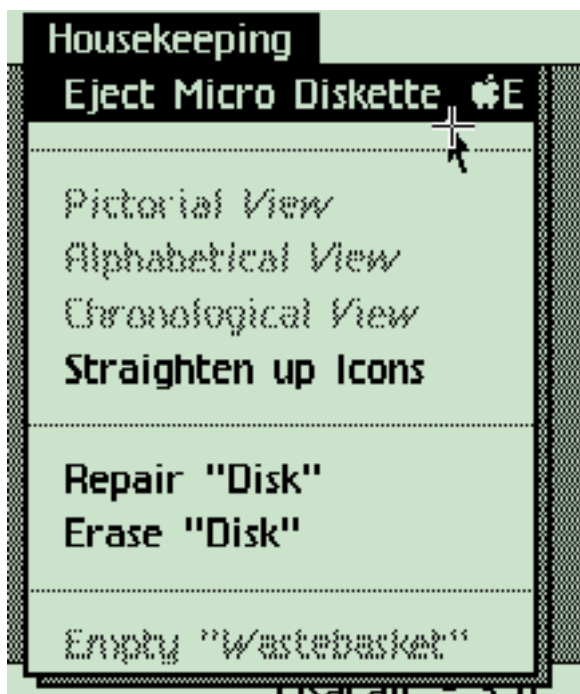 Housekeeping
Eject Micro Diskette E
Pictorial View
Alphabetical View
Chronological View
Straighten up Icons
Repair "Disk"
Erase "Disk"
Empty "Wastebasket"